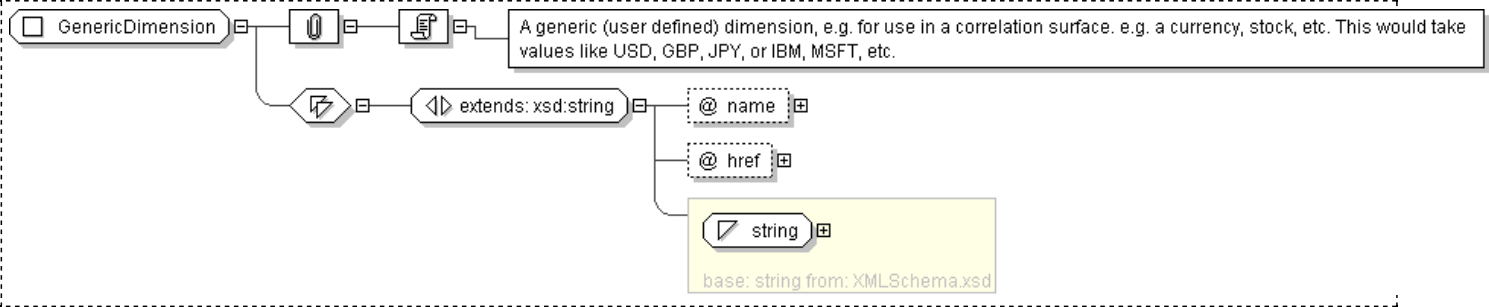 GenericDimension
A generic (user defined) dimension, e.g. for use in a correlation surface. e.g. a currency, stock, etc. This would take
values like USD, GBP, JPY, or IBM, MSFT, etc.
extends: xsd:string
@ name
@ href
string
base: string from: XMLSchema.xsd